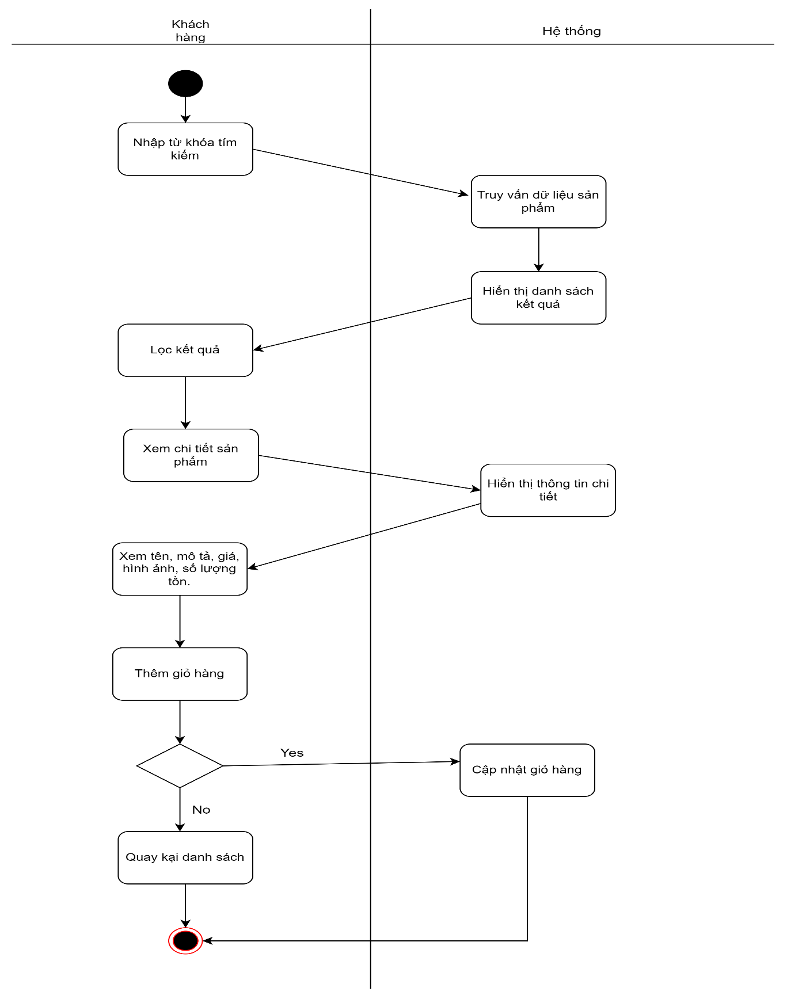 Khách
hàng
Hệ thống
Nhập từ khóa tím
kiếm
Truy vấn dữ liệu sản
phẩm
Hiển thị danh sách
kết quả
Lọc kết quả
Xem chi tiết sản
phẩm
Hiển thị thông tin chi
tiết
Xem tên, mô tả, giá,
hình ảnh, số lượng
tồn.
Thêm giỏ hàng
Yes
Cập nhật giỏ hàng
No
Quay kại danh sách